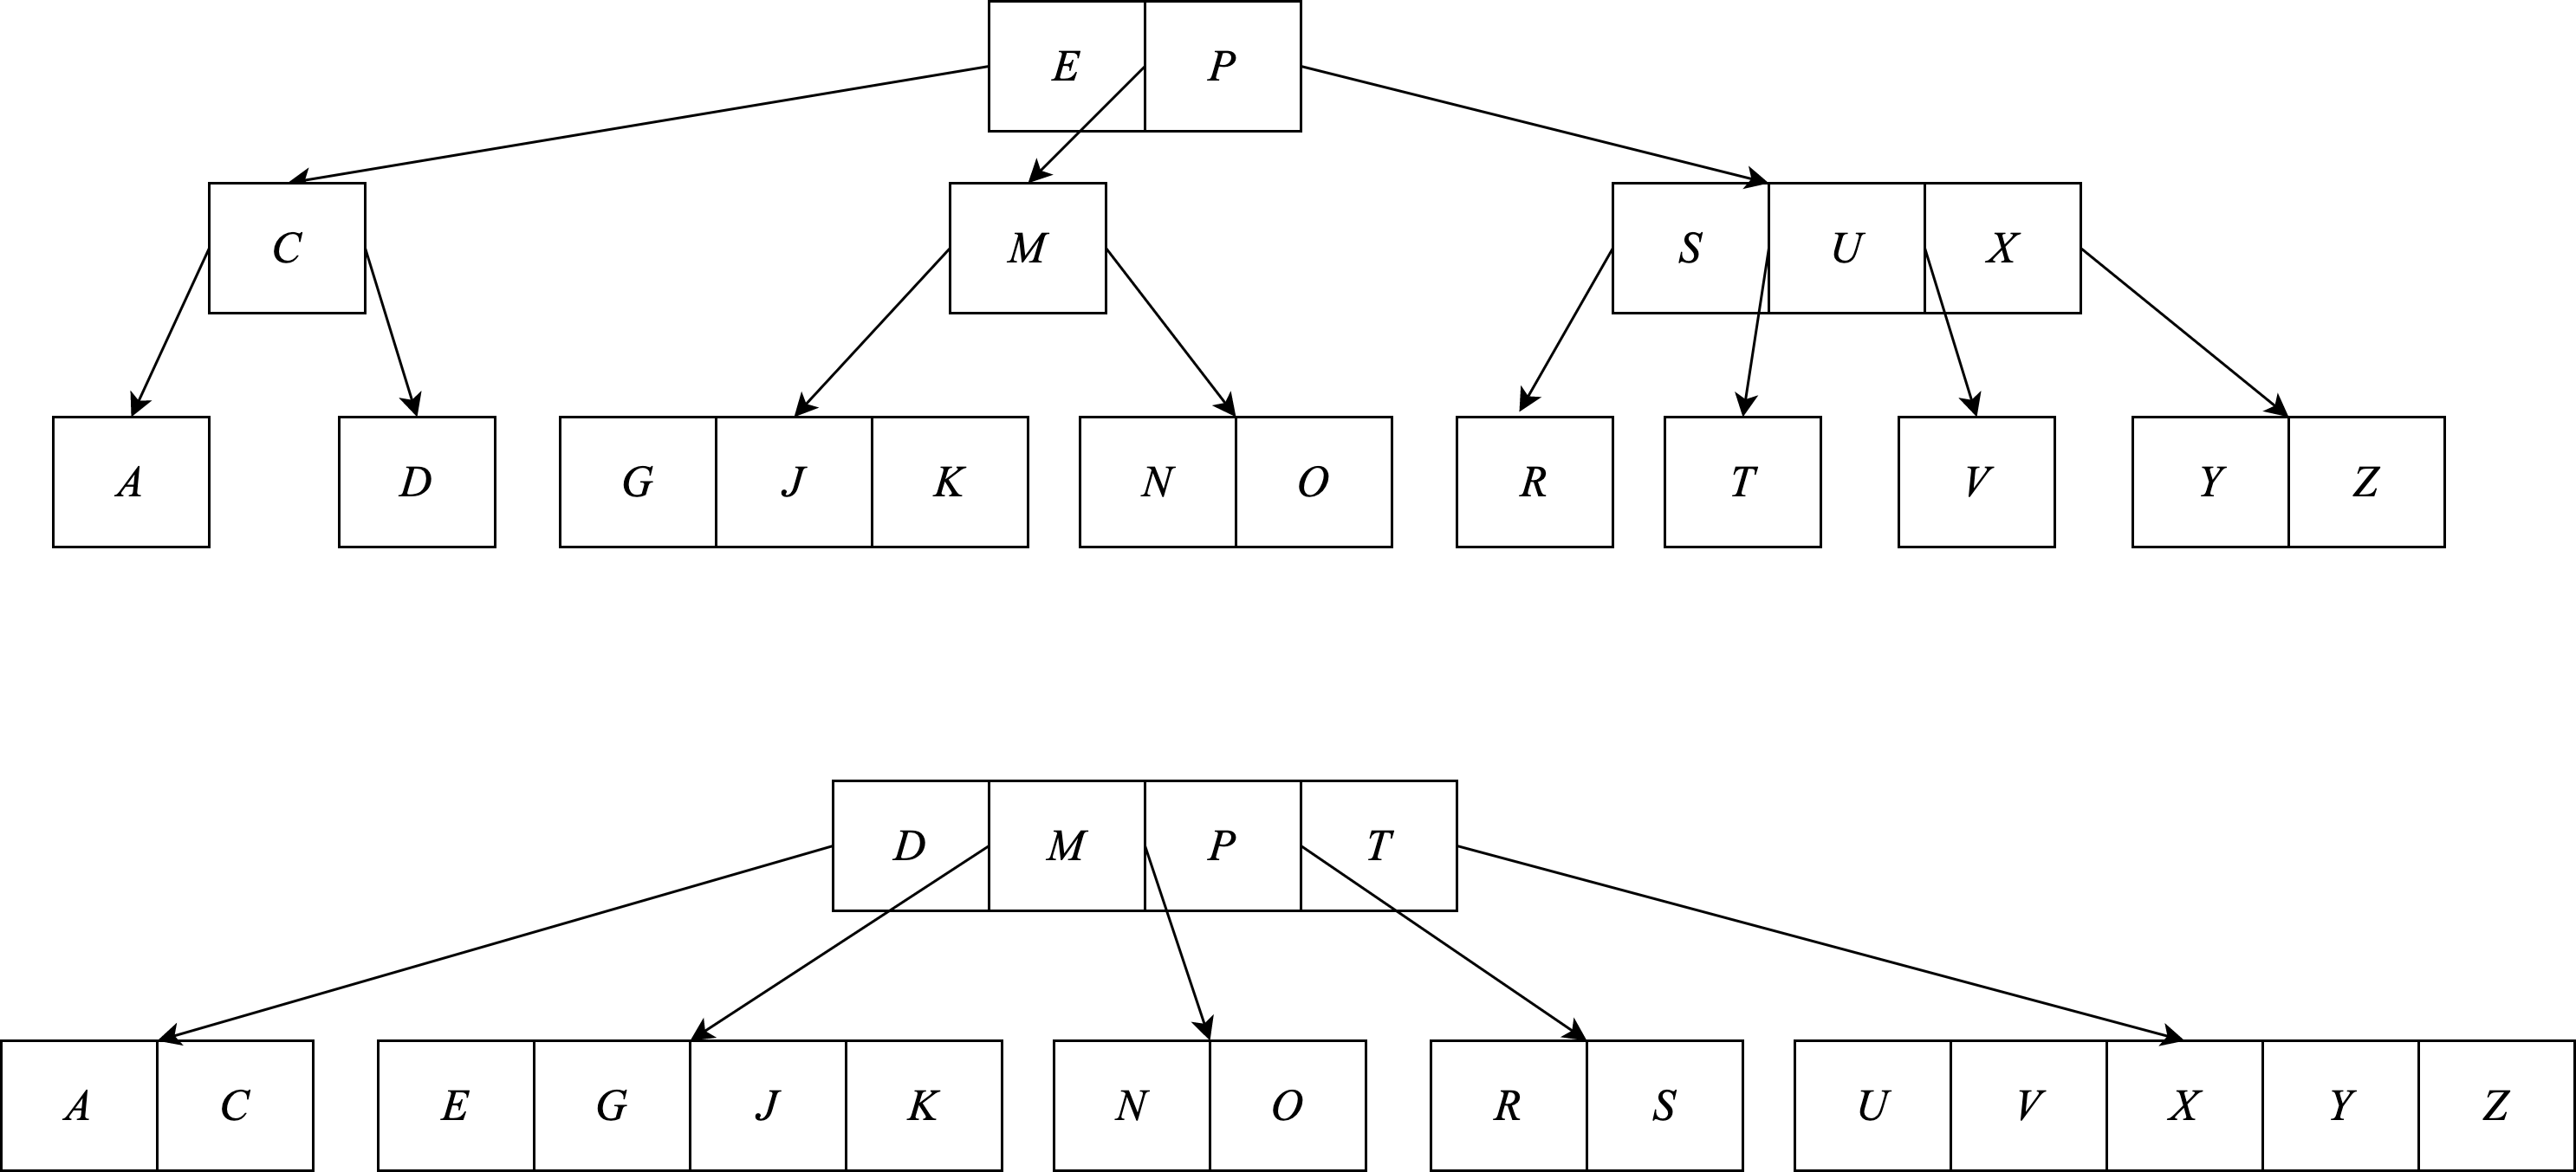 E P
C M S U X
A D G J K N O R T V Y Z
D M P T
A C E G J K N O R S U V X Y Z